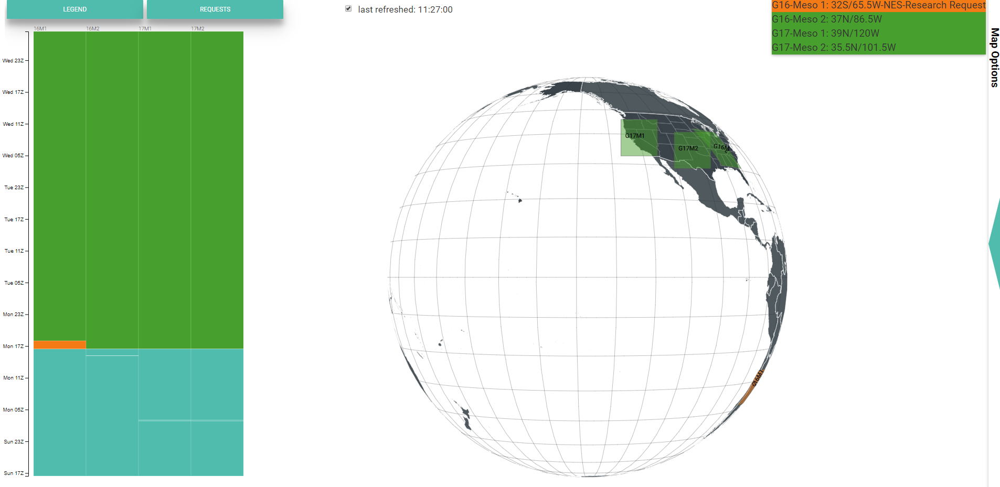 LEGEND
REQUESTS
last refreshed: 11:27:00
G16-Meso 1: 32S/65.5W-NES-Research Request
G16-Meso 2: 37N/86.5W
G17-Meso 1: 39N/120W
G17-Meso 2: 35.5N/101.5W
Map Options
16M1 16M2 17M1 17M2
Wed 23Z
Wed 17Z
Wed 11Z
Wed 05Z
Tue 23Z
Tue 17Z
Tue 11Z
Tue 05Z
Mon 23Z
Mon 17Z
Mon 11Z
Mon 05Z
Sun 23Z
Sun 17Z
G17M1
G17M2
G16M2
G16M1